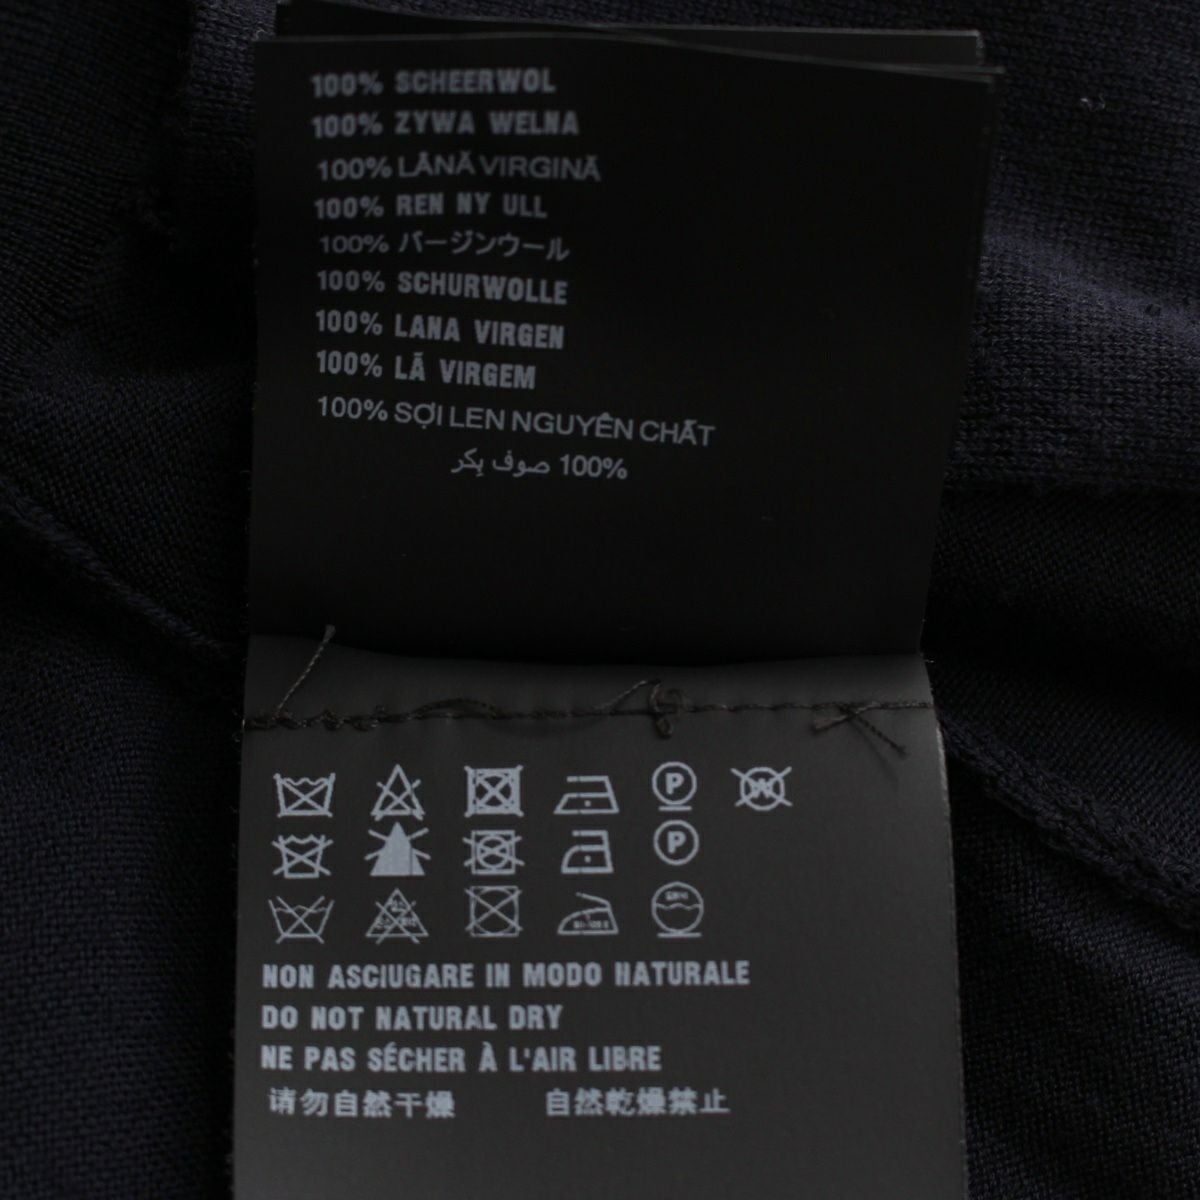 100% SCHEERWOL
100% ZYWA WELNA
100% LÃNÃ VIRGINÃ
100% REN NY ULL
100% バージンウール
100% SCHURWOLLE
100% LANA VIRGEN
100% LÃ VIRGEM
100% SỢI LEN NGUYÊN CHẤT
100% صوف بِكر
P W
P
NON ASCIUGARE IN MODO NATURALE
DO NOT NATURAL DRY
NE PAS SÉCHER À L'AIR LIBRE
请勿自然干燥 自然乾燥禁止